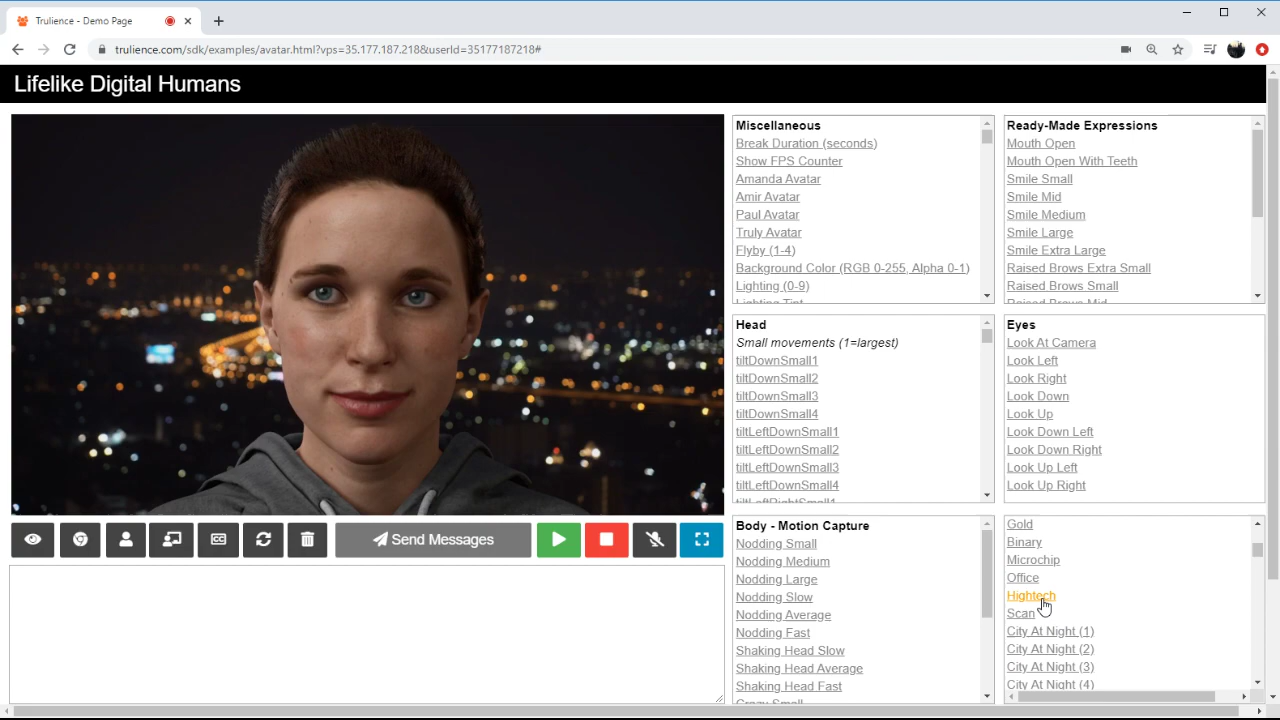 Trulience - Demo Page
trulience.com/sdk/examples/avatar.html?vps=35.177.187.218&userId=35177187218#
Lifelike Digital Humans
Miscellaneous
Break Duration (seconds)
Show FPS Counter
Amanda Avatar
Amir Avatar
Paul Avatar
Truly Avatar
Flyby (1-4)
Background Color (RGB 0-255, Alpha 0-1)
Lighting (0-9)
Lighting Tint
Ready-Made Expressions
Mouth Open
Mouth Open With Teeth
Smile Small
Smile Mid
Smile Medium
Smile Large
Smile Extra Large
Raised Brows Extra Small
Raised Brows Small
Raised Brows Mid
Head
Small movements (1=largest)
tiltDownSmall1
tiltDownSmall2
tiltDownSmall3
tiltDownSmall4
tiltLeftDownSmall1
tiltLeftDownSmall2
tiltLeftDownSmall3
tiltLeftDownSmall4
tiltLeftRightSmall1
Eyes
Look At Camera
Look Left
Look Right
Look Down
Look Up
Look Down Left
Look Down Right
Look Up Left
Look Up Right
Send Messages
Body - Motion Capture
Nodding Small
Nodding Medium
Nodding Large
Nodding Slow
Nodding Average
Nodding Fast
Shaking Head Slow
Shaking Head Average
Shaking Head Fast
Crazy Small
Gold
Binary
Microchip
Office
Hightech
Scan
City At Night (1)
City At Night (2)
City At Night (3)
City At Night (4)